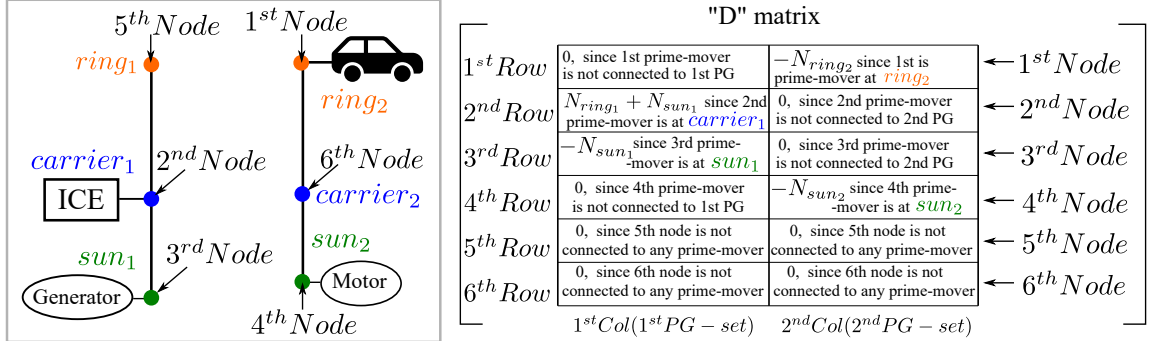 5^{th}Node
1^{st}Node
ring_1
ring_2
carrier_1
2^{nd}Node
6^{th}Node
ICE
carrier_2
sun_1
3^{rd}Node
sun_2
Generator
Motor
4^{th}Node
"D" matrix
1^{st}Row
0, since 1st prime-mover
is not connected to 1st PG
-N_{ring_2} since 1st is
prime-mover at ring_2
1^{st}Node
2^{nd}Row
N_{ring_1} + N_{sun_1} since 2nd
prime-mover is at carrier_1
0, since 2nd prime-mover
is not connected to 2nd PG
2^{nd}Node
3^{rd}Row
-N_{sun_1} since 3rd prime-
-mover is at sun_1
0, since 3rd prime-mover
is not connected to 2nd PG
3^{rd}Node
4^{th}Row
0, since 4th prime-mover
is not connected to 1st PG
-N_{sun_2} since 4th prime-
-mover is at sun_2
4^{th}Node
5^{th}Row
0, since 5th node is not
connected to any prime-mover
0, since 5th node is not
connected to any prime-mover
5^{th}Node
6^{th}Row
0, since 6th node is not
connected to any prime-mover
0, since 6th node is not
connected to any prime-mover
6^{th}Node
1^{st}Col(1^{st}PG - set)
2^{nd}Col(2^{nd}PG - set)